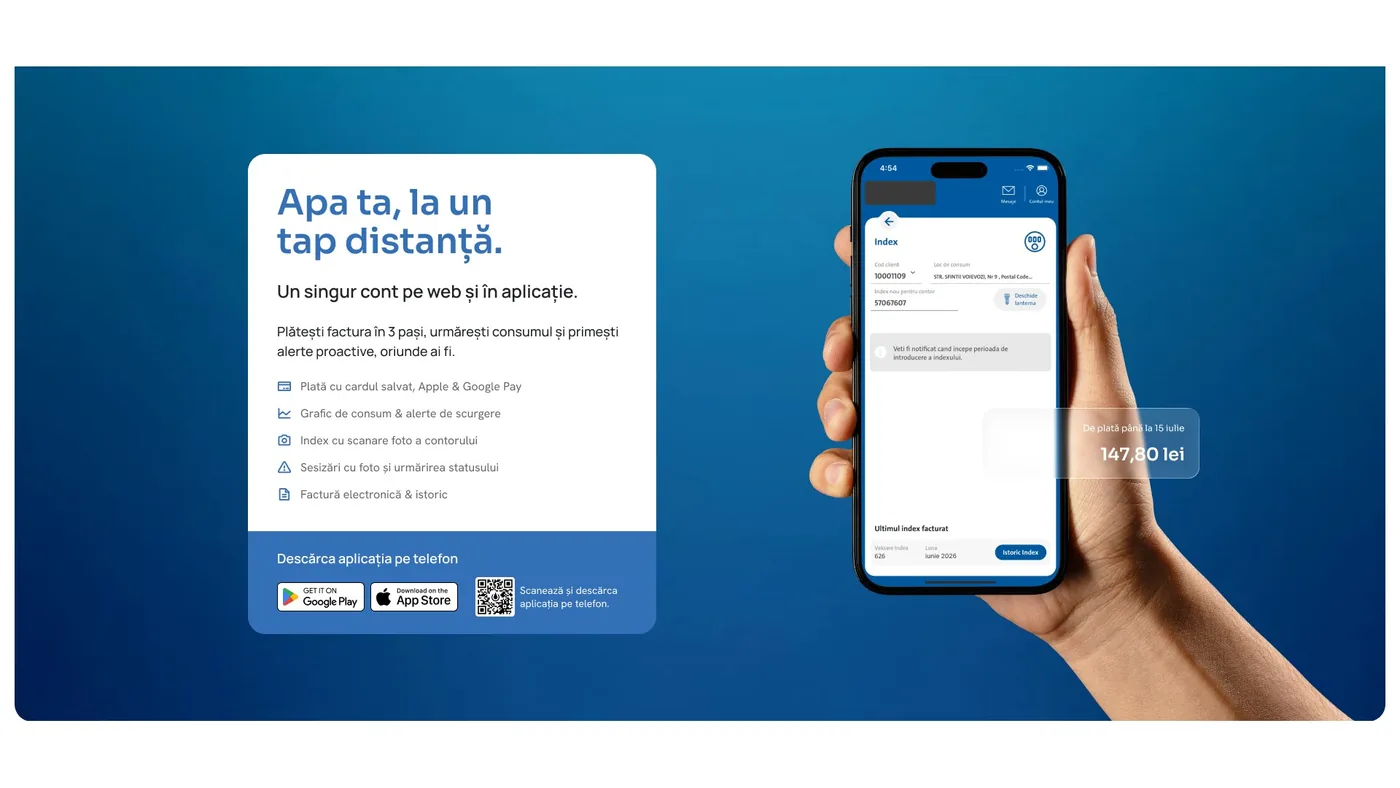 Apa ta, la un
tap distanță.
Un singur cont pe web și în aplicație.
Plătești factura în 3 pași, urmărești consumul și primești
alerte proactive, oriunde ai fi.
Plată cu cardul salvat, Apple & Google Pay
Grafic de consum & alerte de scurgere
Index cu scanare foto a contorului
Sesizări cu foto și urmărirea statusului
Factură electronică & istoric
Descărca aplicația pe telefon
GET IT ON
Google Play
Download on the
App Store
Scanează și descărca
aplicația pe telefon.
4:54
Mesaje
Contul meu
Index
Cod client
10001109
Loc de consum
STR. SFINTII VOIEVOZI, Nr 9 , Postal Code...
Index nou pentru contor
57067607
Deschide
lanterna
Veti fi notificat cand incepe perioada de
introducere a indexului.
De plată până la 15 iulie
147,80 lei
Ultimul index facturat
Valoare Index
626
Luna
iunie 2026
Istoric Index